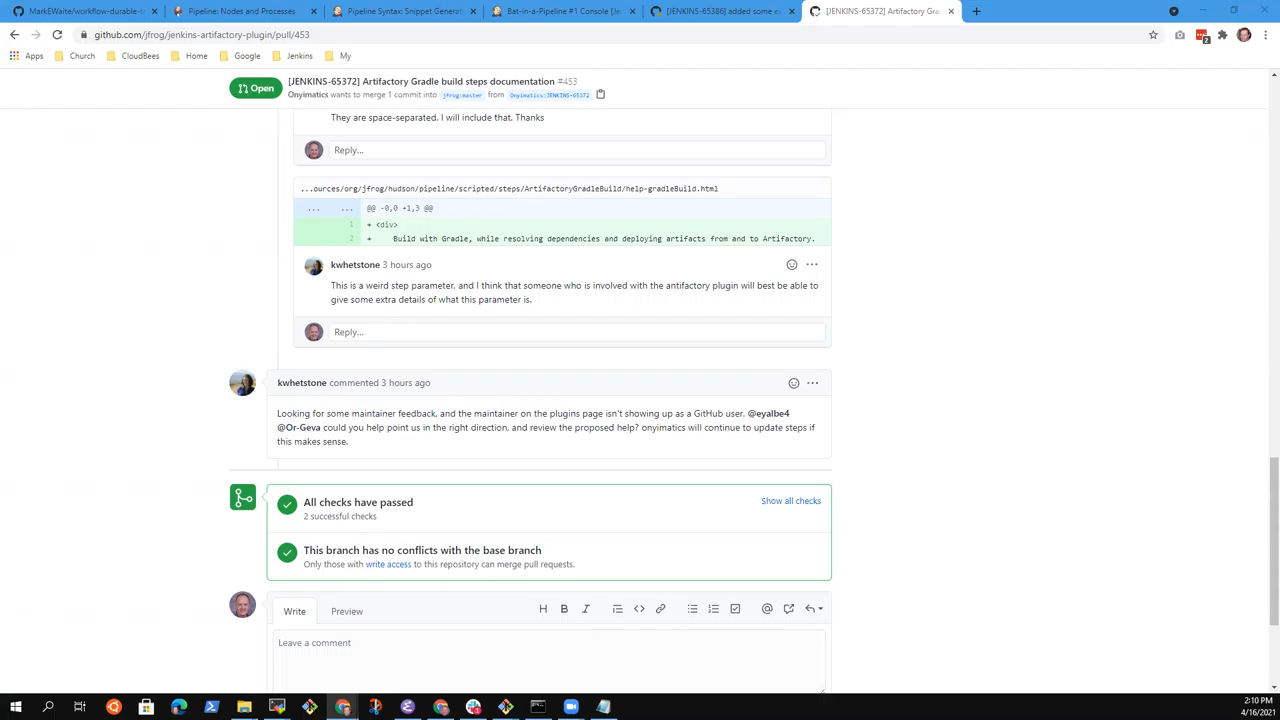 MarkEWaite/workflow-durable-t
Pipeline: Nodes and Processes
Pipeline Syntax: Snippet Generat
Bat-in-a-Pipeline #1 Console [Je
[JENKINS-65386] added some e
[JENKINS-65372] Artifactory Gra
github.com/jfrog/jenkins-artifactory-plugin/pull/453
2
Apps
Church
CloudBees
Home
Google
Jenkins
My
Open
[JENKINS-65372] Artifactory Gradle build steps documentation #453
Onyimatics wants to merge 1 commit into jfrog:master from Onyimatics:JENKINS-65372
They are space-separated. I will include that. Thanks
Reply...
...ources/org/jfrog/hudson/pipeline/scripted/steps/ArtifactoryGradleBuild/help-gradleBuild.html
... ... @@ -0,0 +1,3 @@
1 + <div>
2 + Build with Gradle, while resolving dependencies and deploying artifacts from and to Artifactory.
kwhetstone 3 hours ago
This is a weird step parameter, and I think that someone who is involved with the antifactory plugin will best be able to
give some extra details of what this parameter is.
Reply...
kwhetstone commented 3 hours ago
Looking for some maintainer feedback, and the maintainer on the plugins page isn't showing up as a GitHub user. @eyalbe4
@Or-Geva could you help point us in the right direction, and review the proposed help? onyimatics will continue to update steps if
this makes sense.
All checks have passed
Show all checks
2 successful checks
This branch has no conflicts with the base branch
Only those with write access to this repository can merge pull requests.
Write
Preview
Leave a comment
2:10 PM
4/16/2021